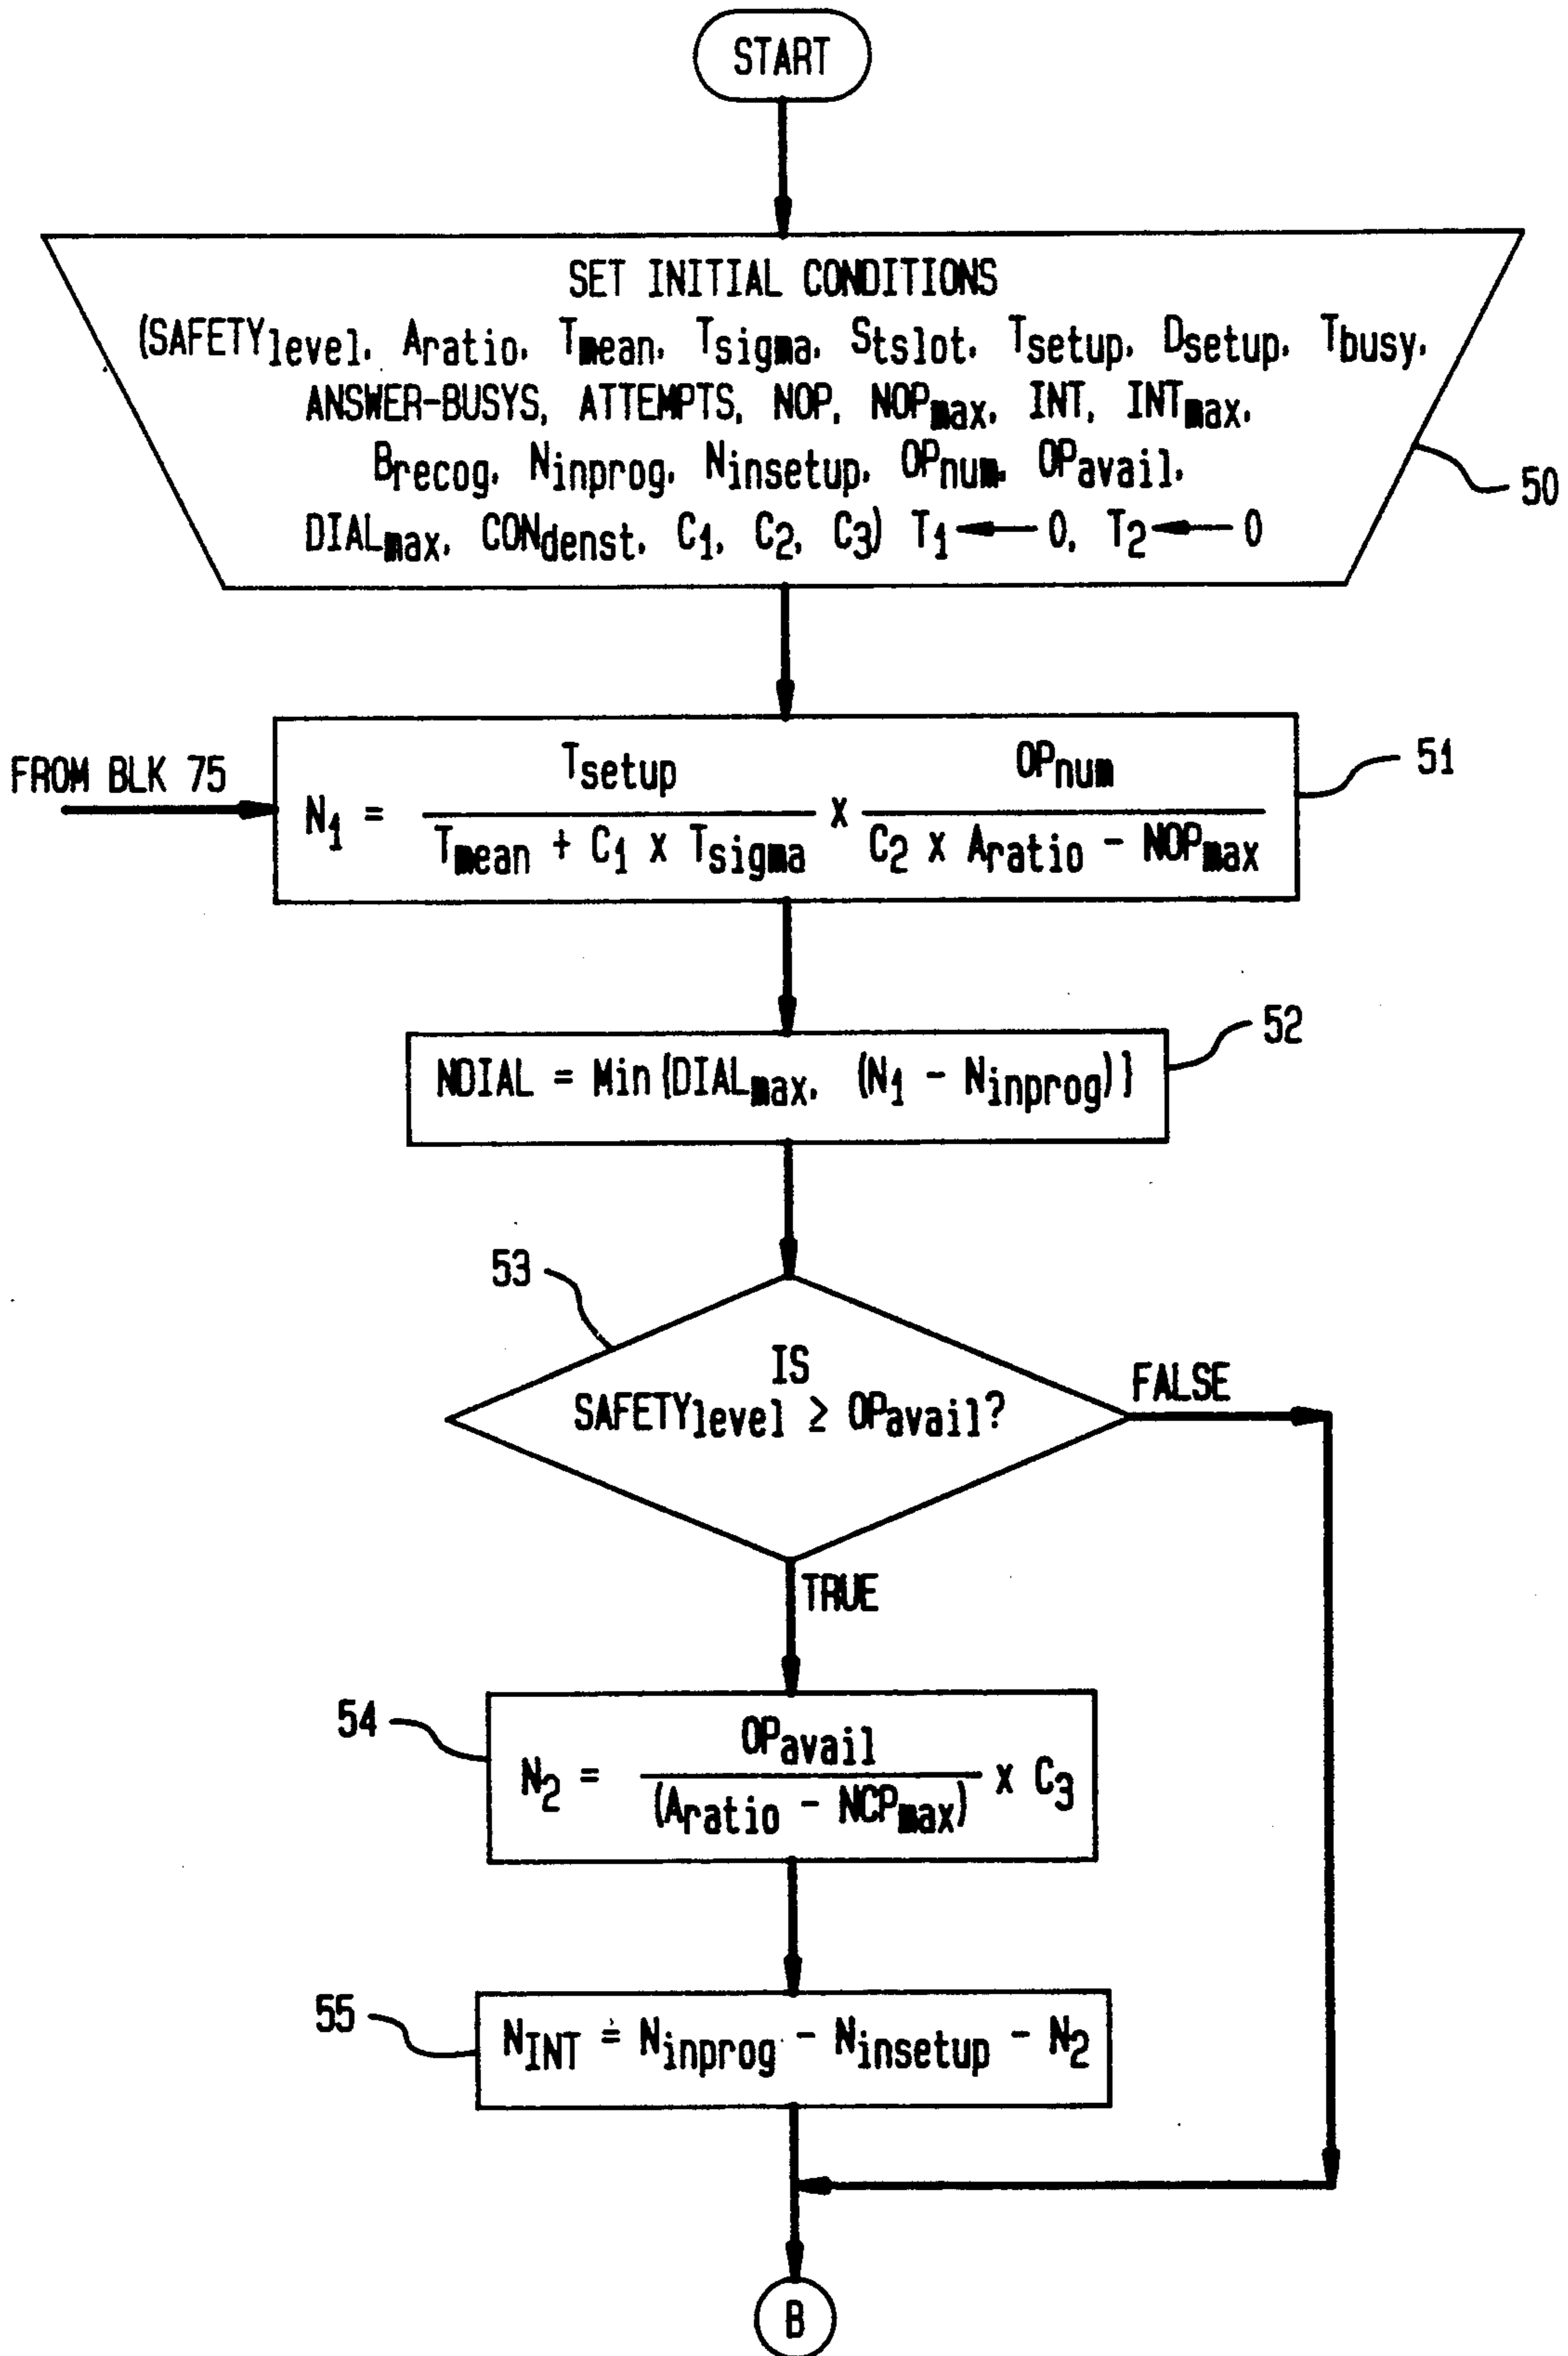 START
SET INITIAL CONDITIONS
(SAFETYlevel, Aratio, Tmean, Tsigma, Stslot, Tsetup, Dsetup, Tbusy,
ANSWER-BUSYS, ATTEMPTS, NOP, NOPmax, INT, INTmax,
Brecog, Ninprog, Ninsetup, OPnum, OPavail,
DIALmax, CONdenst, C1, C2, C3) T1 ← 0, T2 ← 0
50
FROM BLK 75
N1 = Tsetup / Tmean + C1 x Tsigma x OPnum / C2 x Aratio - NOPmax
51
NDIAL = Min{DIALmax, (N1 - Ninprog)}
52
53
IS
SAFETYlevel ≥ OPavail?
FALSE
TRUE
54
N2 = OPavail / (Aratio - NCPmax) x C3
55
NINT = Ninprog - Ninsetup - N2
B